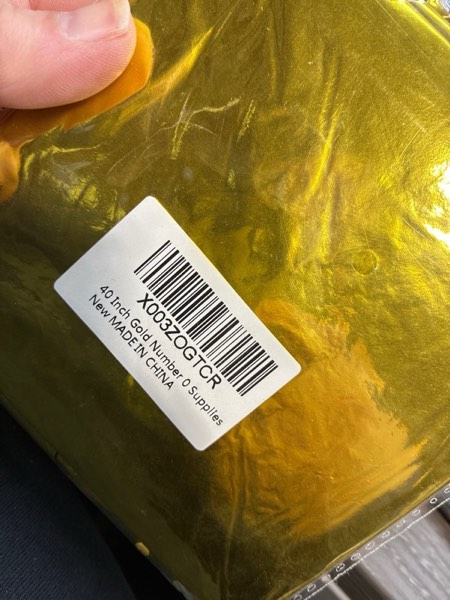 X003ZOGTCR
40 Inch Gold Number 0 Supplies
New MADE IN CHINA